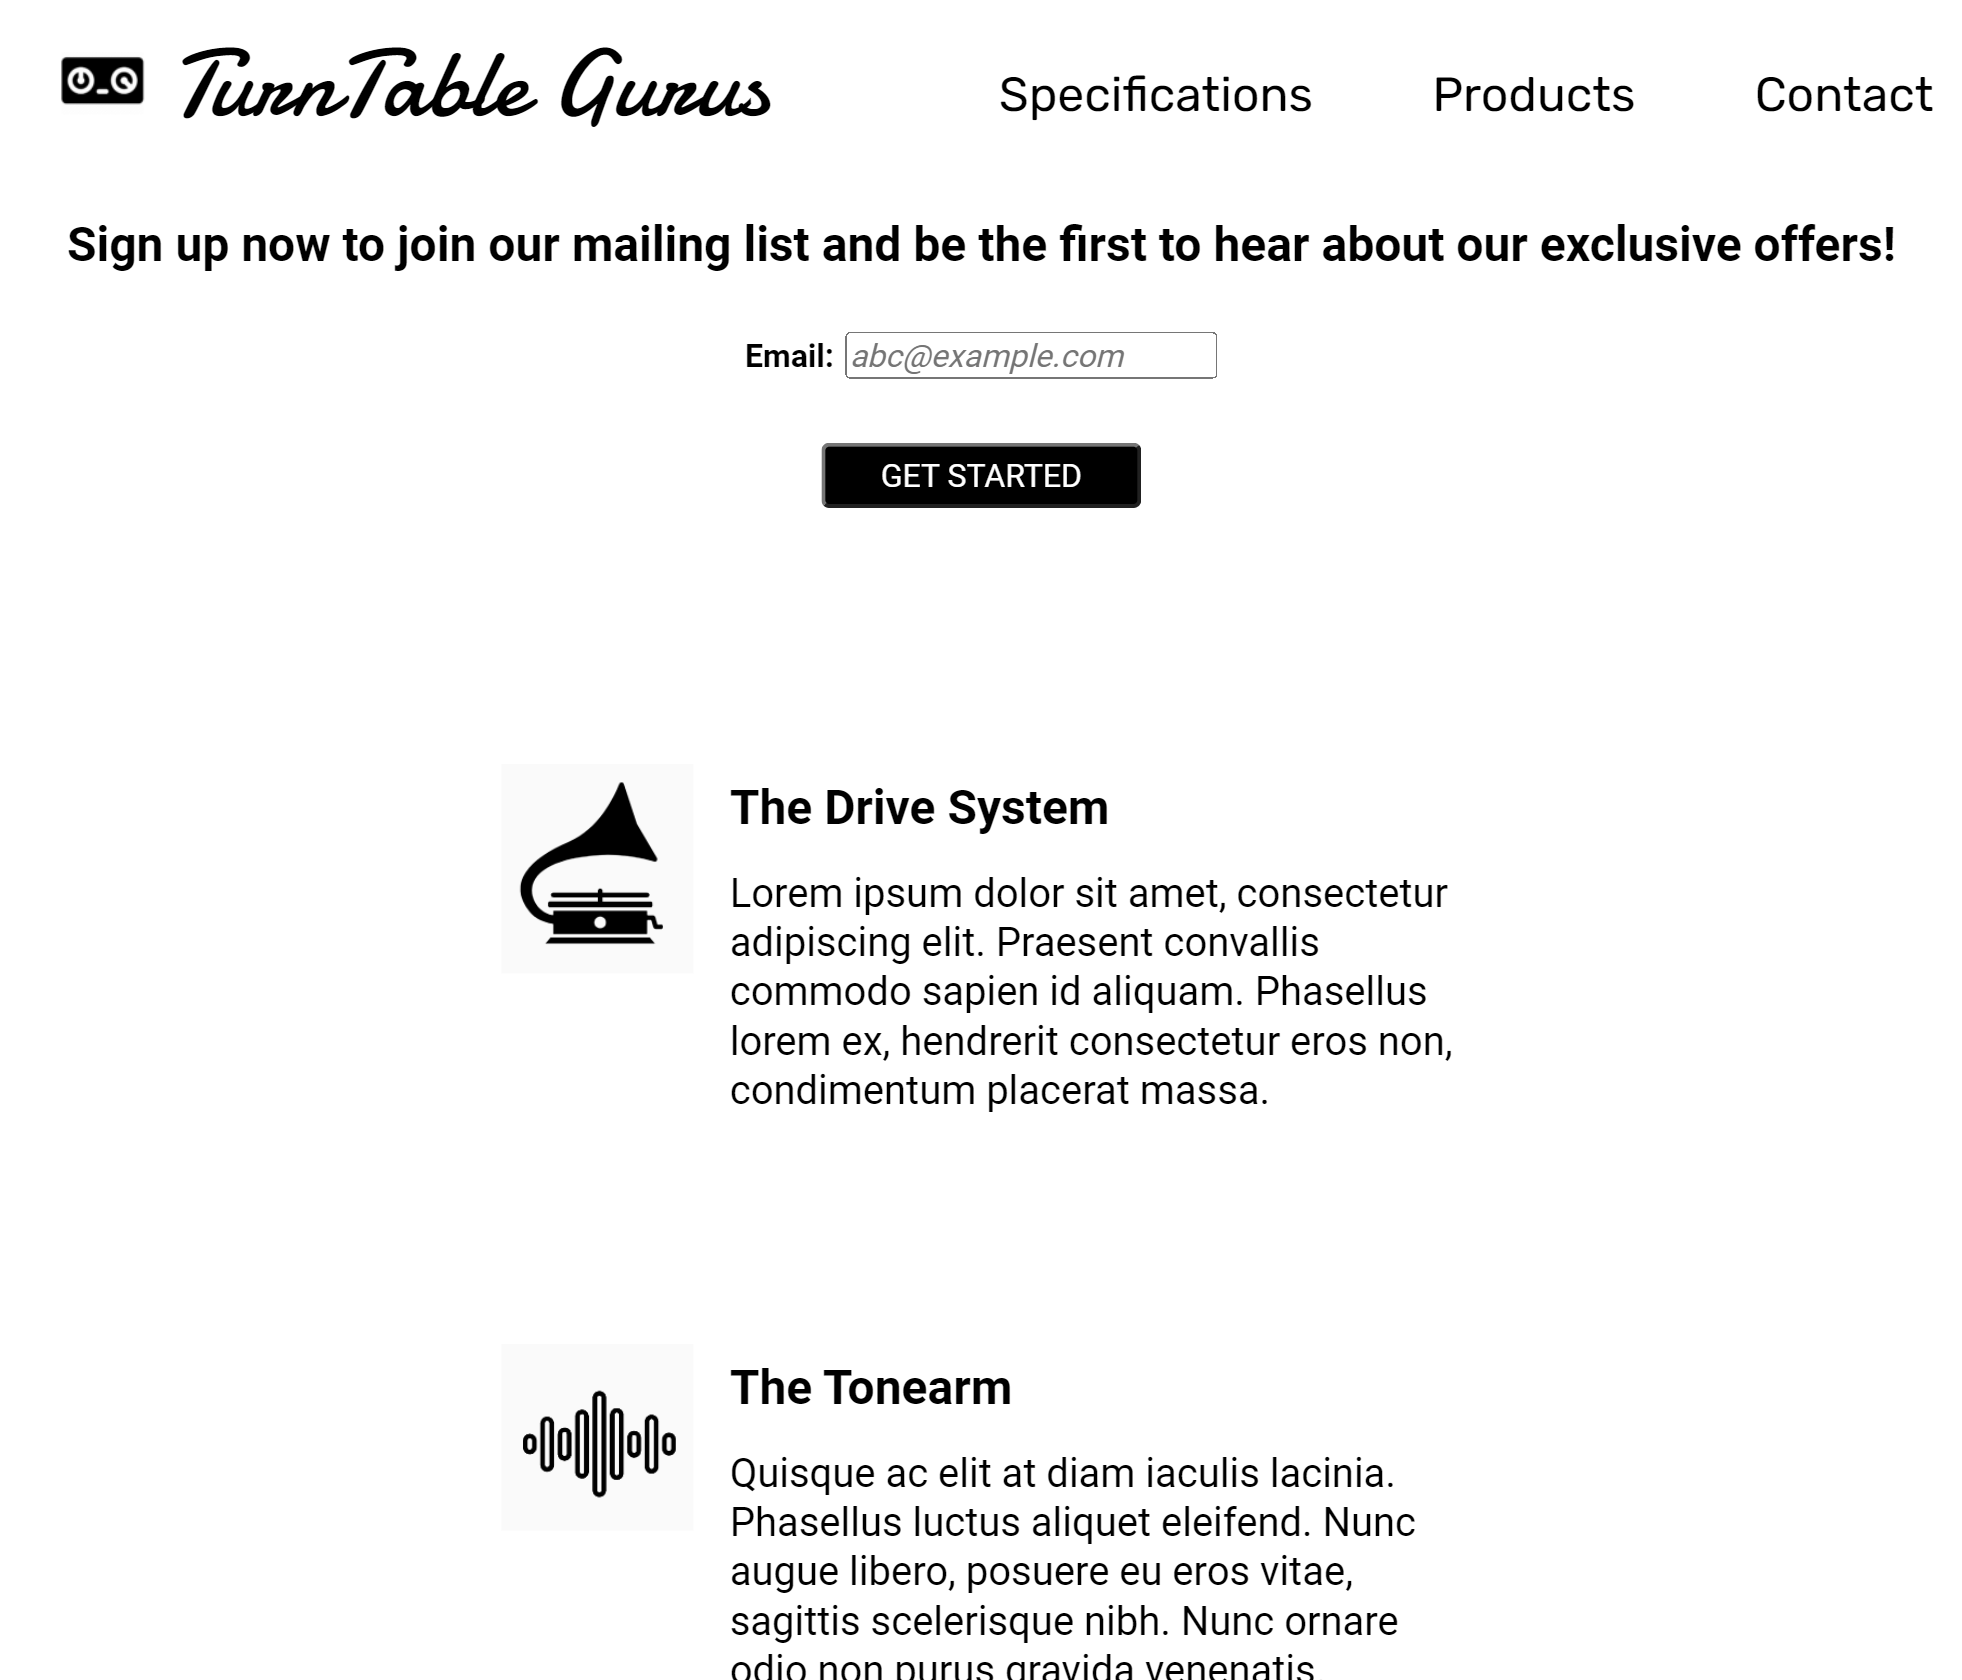 TurnTable Gurus
Specifications
Products
Contact
Sign up now to join our mailing list and be the first to hear about our exclusive offers!
Email: abc@example.com
GET STARTED
The Drive System
Lorem ipsum dolor sit amet, consectetur
adipiscing elit. Praesent convallis
commodo sapien id aliquam. Phasellus
lorem ex, hendrerit consectetur eros non,
condimentum placerat massa.
The Tonearm
Quisque ac elit at diam iaculis lacinia.
Phasellus luctus aliquet eleifend. Nunc
augue libero, posuere eu eros vitae,
sagittis scelerisque nibh. Nunc ornare
odio non purus gravida venenatis.